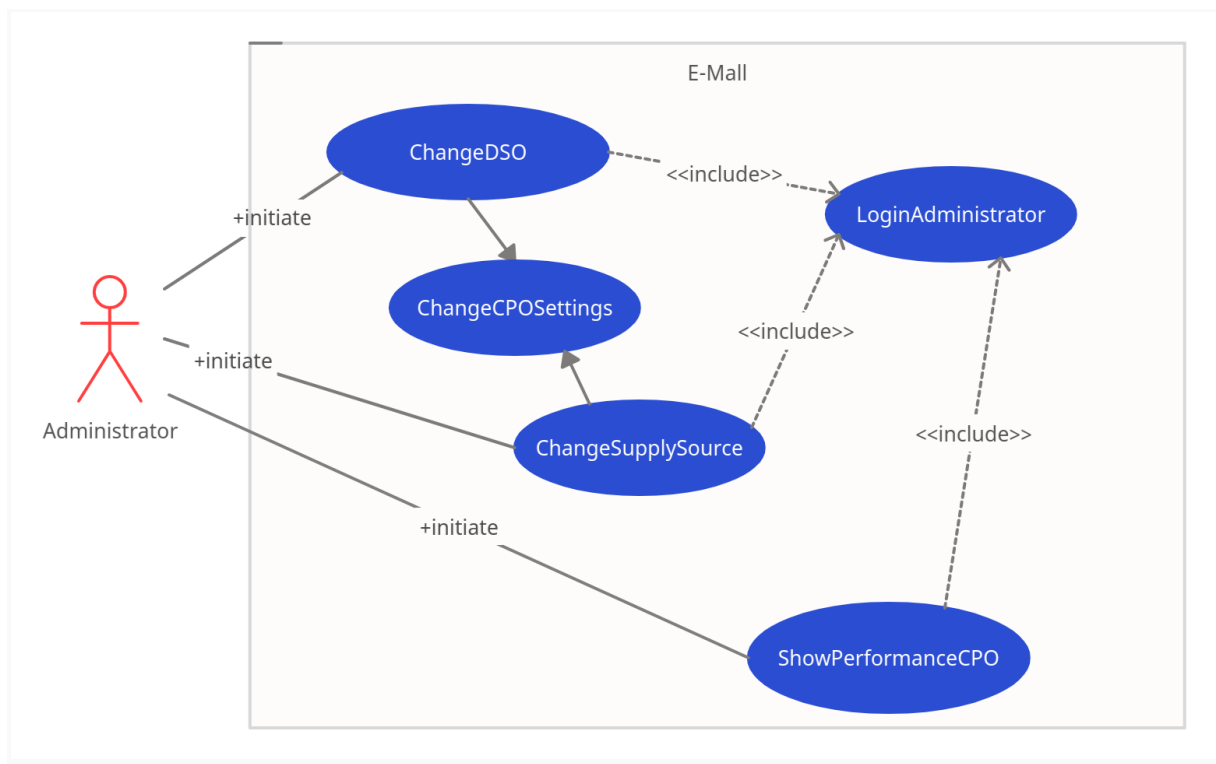 E-Mall
ChangeDSO
<<include>>
LoginAdministrator
+initiate
ChangeCPOSettings
<<include>>
+initiate
Administrator
ChangeSupplySource
<<include>>
+initiate
ShowPerformanceCPO